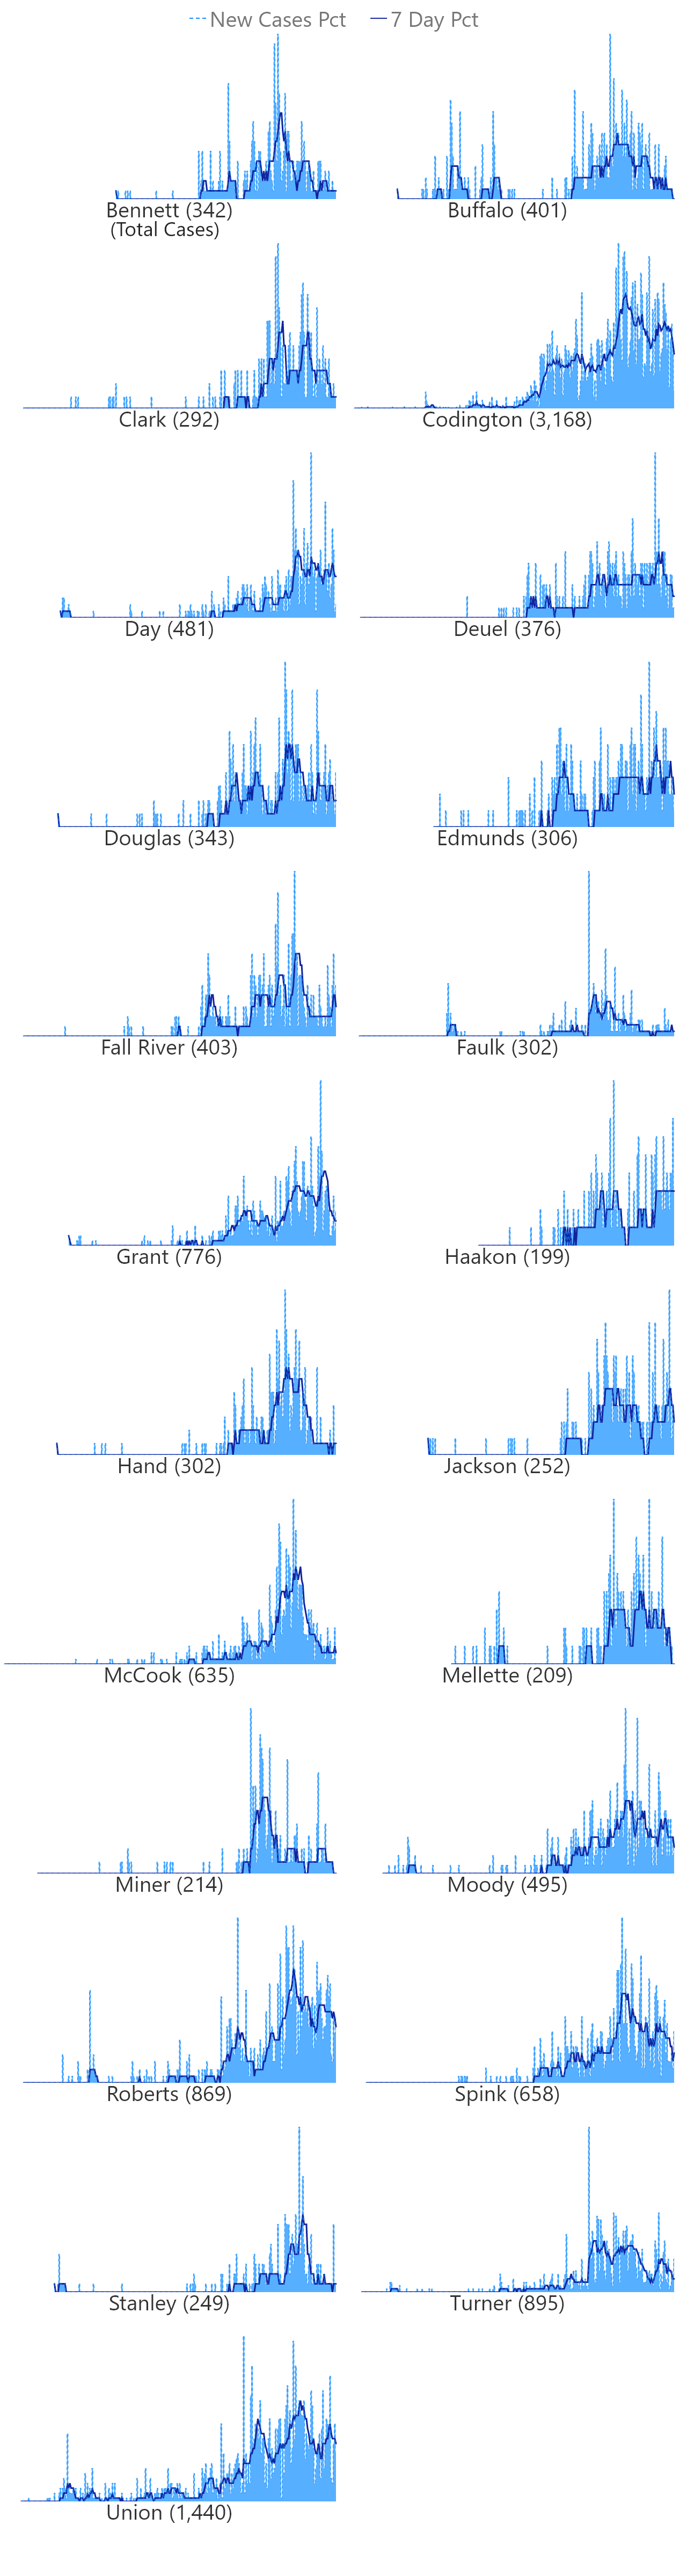 New Cases Pct 7 Day Pct
Bennett (342) Buffalo (401)
(Total Cases)
Clark (292) Codington (3,168)
Day (481) Deuel (376)
Douglas (343) Edmunds (306)
Fall River (403) Faulk (302)
Grant (776) Haakon (199)
Hand (302) Jackson (252)
McCook (635) Mellette (209)
Miner (214) Moody (495)
Roberts (869) Spink (658)
Stanley (249) Turner (895)
Union (1,440)